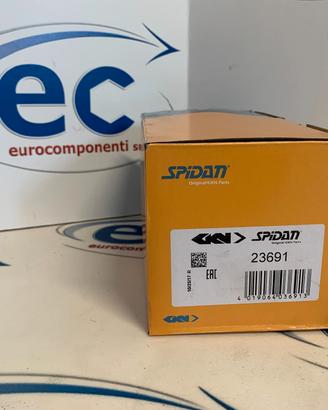 ec
eurocomponenti
SPiDAN
Original GKN Parts
GKN SPiDAN
Original GKN Parts
23691
EAC
4 019064 036913
GKN